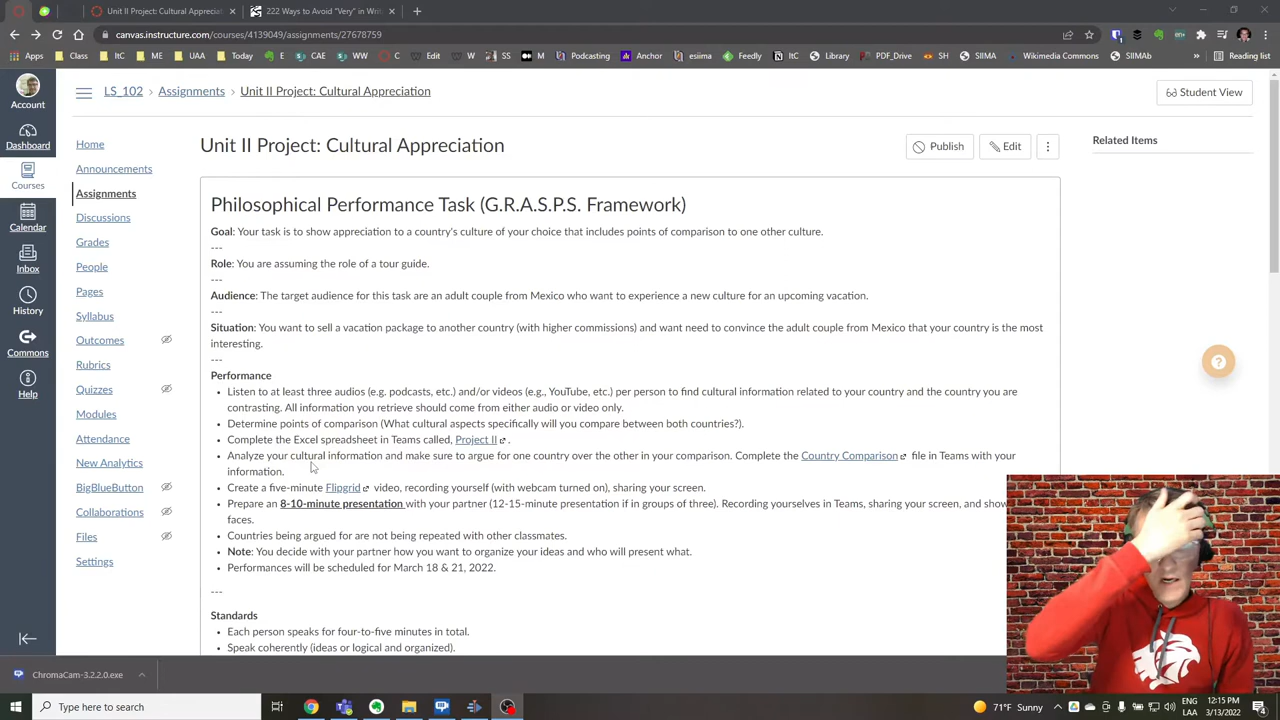 Unit II Project: Cultural Apprecia
222 Ways to Say "Very" in Writ
canvas.instructure.com/courses/4139049/assignments/27678759
Apps
Class
ItC
ME
UAA
Today
E
C
E
SS
M
Podcasting
Anchor
esima
Feedly
ItC
Library
PDF_Divertio
SIIMA
SIIMAb
EcoGAMP
Reading list
LS_102 › Assignments › Unit II Project: Cultural Appreciation
Student View
Account
Dashboard
Courses
Calendar
Inbox
History
Commons
Help
Home
Announcements
Assignments
Discussions
Grades
People
Pages
Syllabus
Outcomes
Rubrics
Quizzes
Modules
Attendance
New Analytics
BigBlueButton
Collaborations
Files
Settings
Unit II Project: Cultural Appreciation
Publish
Edit
Related Items
Philosophical Performance Task (G.R.A.S.P.S. Framework)
Goal: Your task is to show appreciation to a country's culture of your choice that includes points of comparison to one other culture.
---
Role: You are assuming the role of a tour guide.
---
Audience: The target audience for this task are an adult couple from Mexico who want to experience a new culture for an upcoming vacation.
---
Situation: You want to sell a vacation package to another country (with higher commissions) and want need to convince the adult couple from Mexico that your country is the most
interesting.
---
Performance
• Listen to at least three audios (e.g. podcasts, etc.) and/or videos (e.g., YouTube, etc.) per person to find cultural information related to your country and the country you are
contrasting. All information you retrieve should come from either audio or video only.
• Determine points of comparison (What cultural aspects specifically will you compare between both countries?).
• Complete the Excel spreadsheet in Teams called, Project II .
• Analyze your cultural information and make sure to argue for one country over the other in your comparison. Complete the Country Comparison file in Teams with your
information.
• Create a five-minute Flipgrid video, recording yourself (with webcam turned on), sharing your screen.
• Prepare an 8-10-minute presentation with your partner (12-15-minute presentation if in groups of three). Recording yourselves in Teams, sharing your screen, and show
faces.
• Countries being argued for are not being repeated with other classmates.
• Note: You decide with your partner how you want to organize your ideas and who will present what.
• Performances will be scheduled for March 18 & 21, 2022.
---
Standards
• Each person speaks for four-to-five minutes in total.
• Speak coherently (ideas or logical and organized).
ChromaCam-3.2.2.0.exe
Type here to search
71°F Sunny
ENG
LAA
12:15 PM
3/13/2022